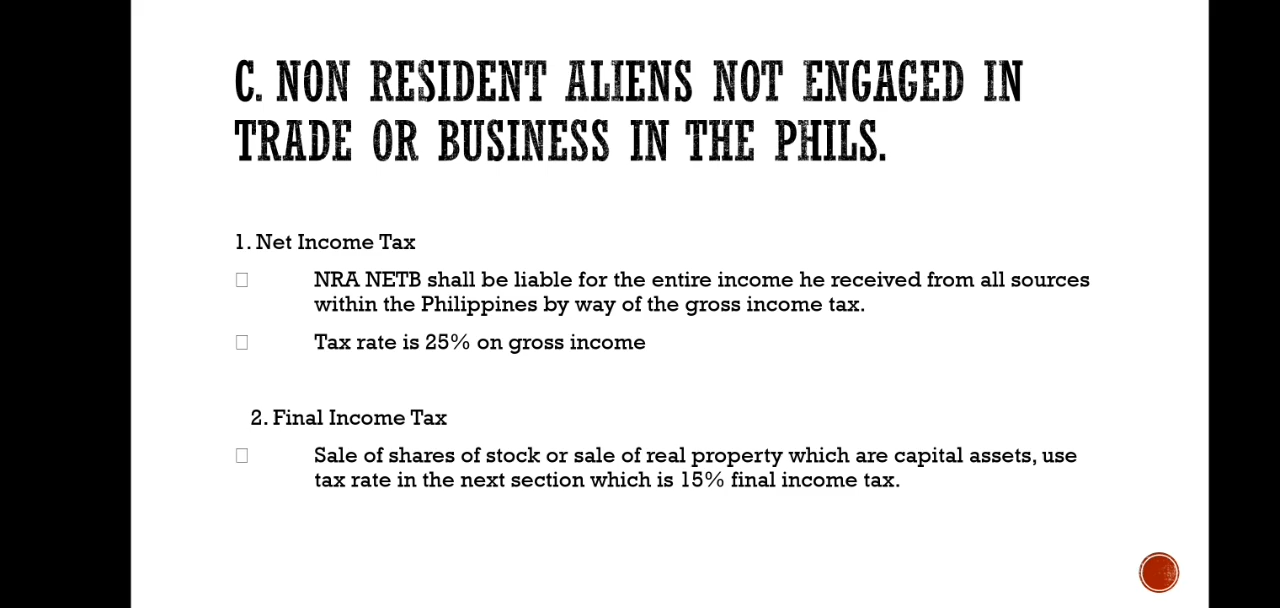 C. NON RESIDENT ALIENS NOT ENGAGED IN
TRADE OR BUSINESS IN THE PHILS.
1. Net Income Tax
NRA NETB shall be liable for the entire income he received from all sources
within the Philippines by way of the gross income tax.
Tax rate is 25% on gross income
2. Final Income Tax
Sale of shares of stock or sale of real property which are capital assets, use
tax rate in the next section which is 15% final income tax.